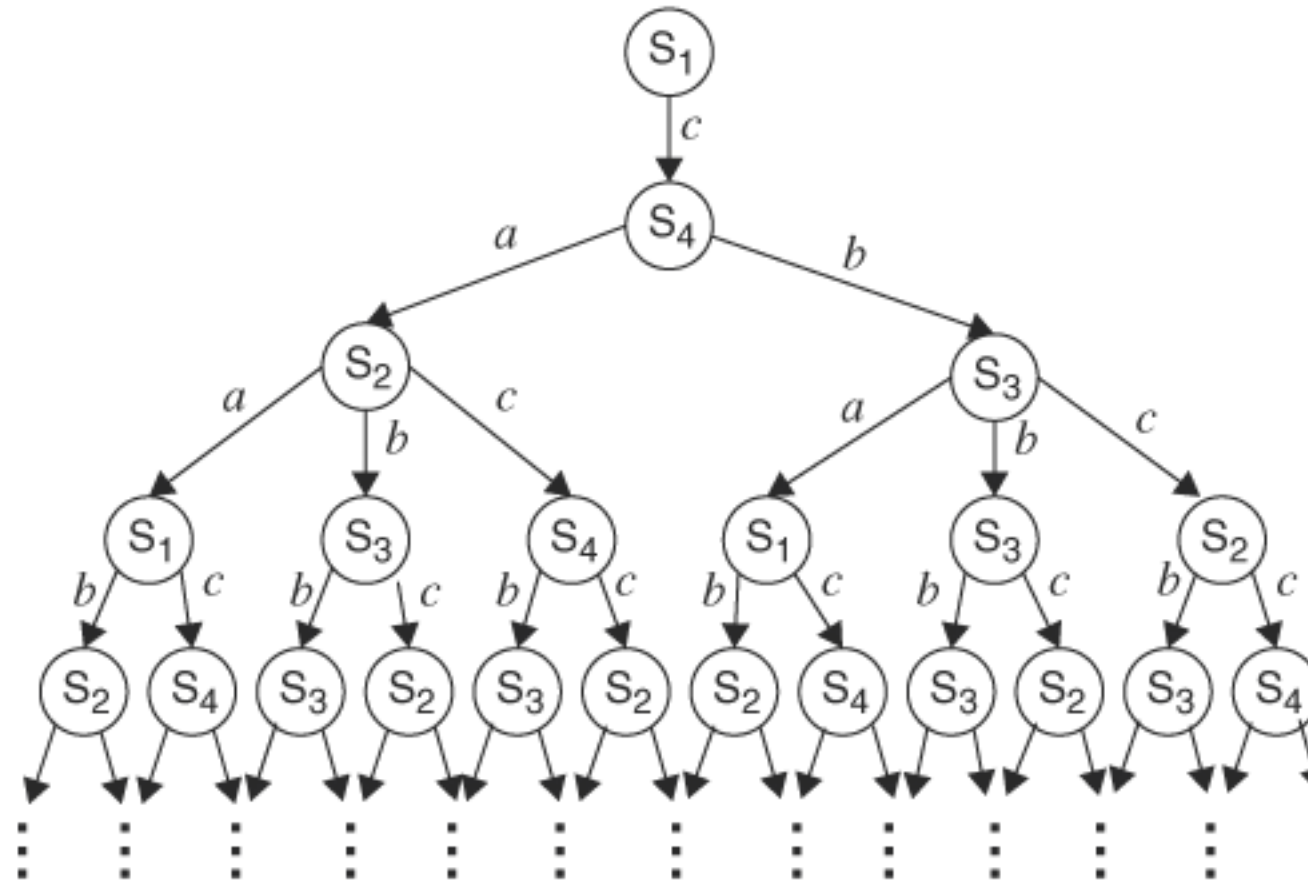 S₁
c
S₄
a b
S₂ S₃
a b c a b c
S₁ S₃ S₄ S₁ S₃ S₂
b c b c b c b c b c b c
S₂ S₄ S₃ S₂ S₃ S₂ S₂ S₄ S₃ S₂ S₃ S₄